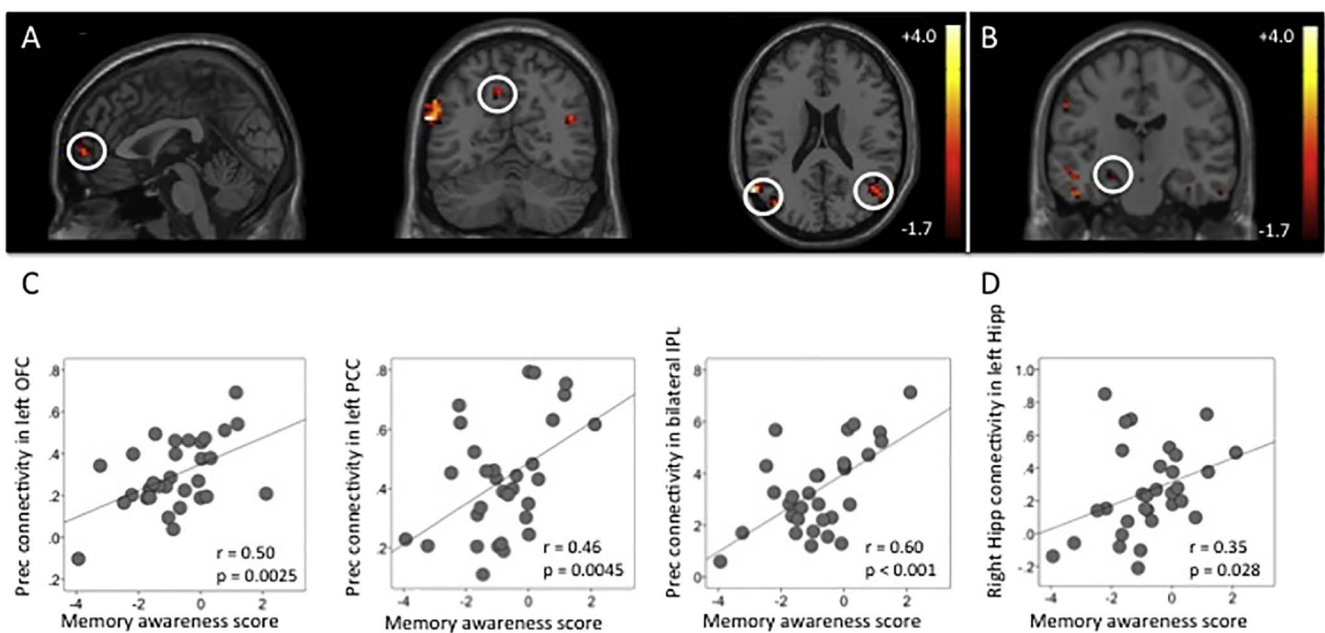 A
+4.0
-1.7
B
+4.0
-1.7
C
D
Prec connectivity in left OFC
.8
.6
.4
.2
.0
.2
-4
-2
0
2
r = 0.50
p = 0.0025
Memory awareness score
Prec connectivity in left PCC
.8
.6
.4
.2
-4
-2
0
2
r = 0.46
p = 0.0045
Memory awareness score
Prec connectivity in bilateral IPL
8
6
4
2
0
-4
-2
0
2
r = 0.60
p < 0.001
Memory awareness score
Right Hipp connectivity in left Hipp
1.0
.8
.6
.4
.2
.0
-.2
-4
-2
0
2
r = 0.35
p = 0.028
Memory awareness score